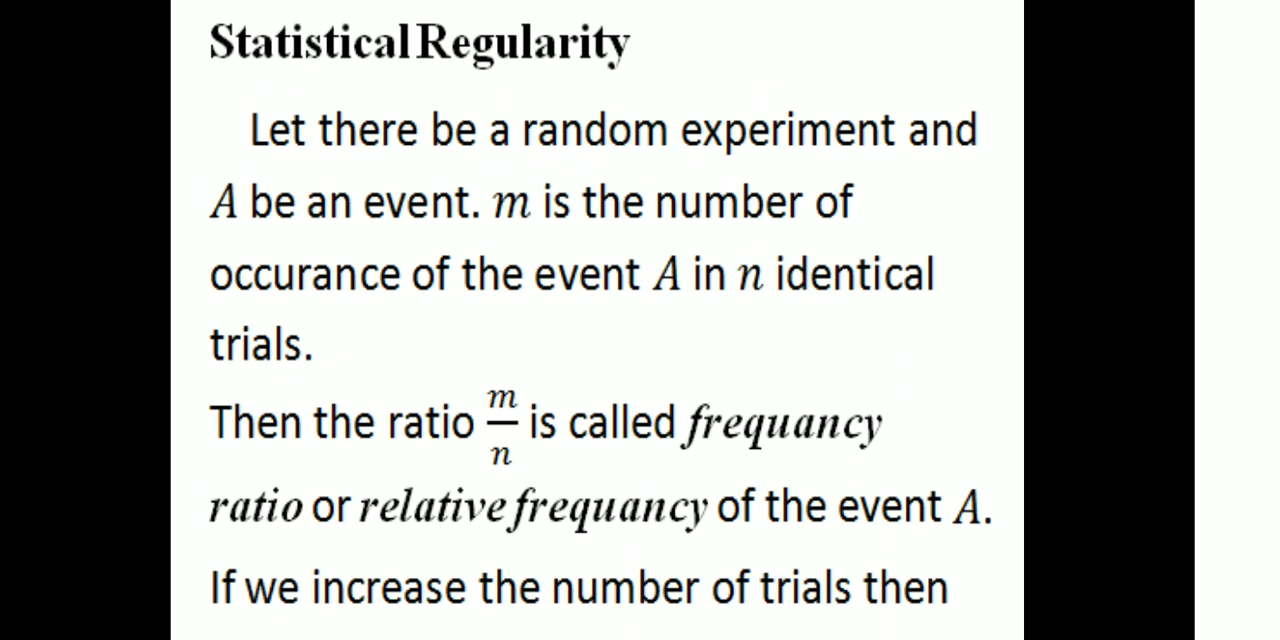 Statistical Regularity
Let there be a random experiment and
A be an event. m is the number of
occurance of the event A in n identical
trials.
Then the ratio m/n is called frequancy
ratio or relative frequancy of the event A.
If we increase the number of trials then